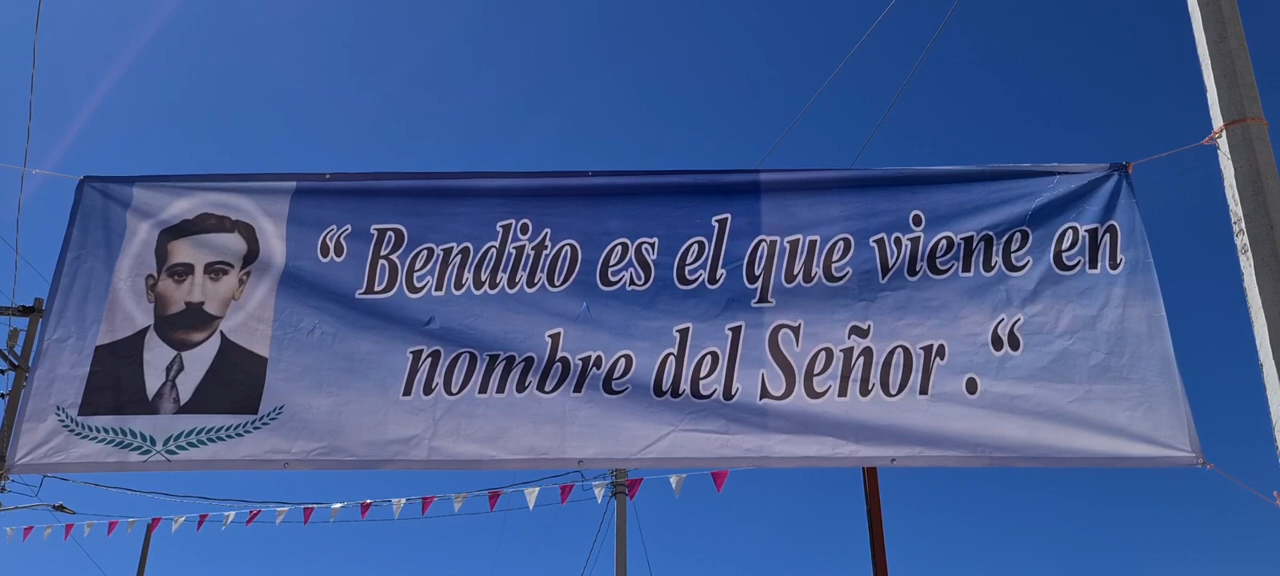 “ Bendito es el que viene en
nombre del Señor . “